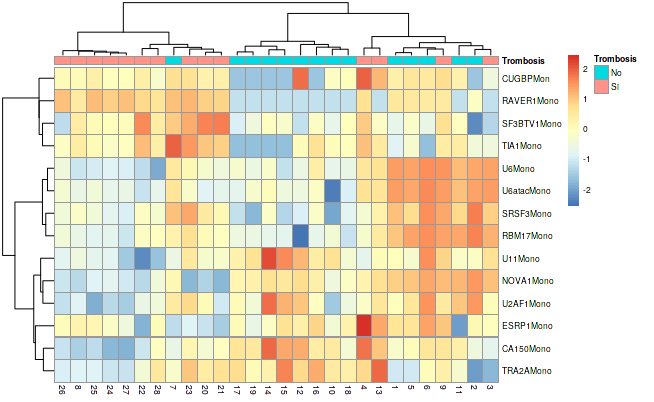 Trombosis
Trombosis
No
SI
CUGBPMon
RAVER1Mono
SF3BTV1Mono
TIA1Mono
U6Mono
U6atacMono
SRSF3Mono
RBM17Mono
U11Mono
NOVA1Mono
U2AF1Mono
ESRP1Mono
CA150Mono
TRA2AMono
2
1
0
-1
-2
26 8 25 24 27 22 28 7 23 20 21 17 19 14 15 12 16 10 18 4 13 1 5 6 9 11 2 3